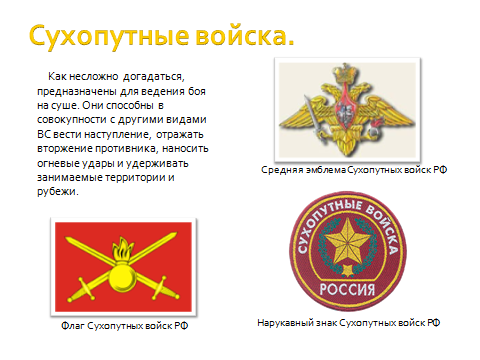 Сухопутные войска.
Как несложно догадаться,
предназначены для ведения боя
на суше. Они способны в
совокупности с другими видами
ВС вести наступление, отражать
вторжение противника, наносить
огневые удары и удерживать
занимаемые территории и
рубежи.
Средняя эмблема Сухопутных войск РФ
СУХОПУТНЫЕ ВОЙСКА
РОССИЯ
Флаг Сухопутных войск РФ
Нарукавный знак Сухопутных войск РФ